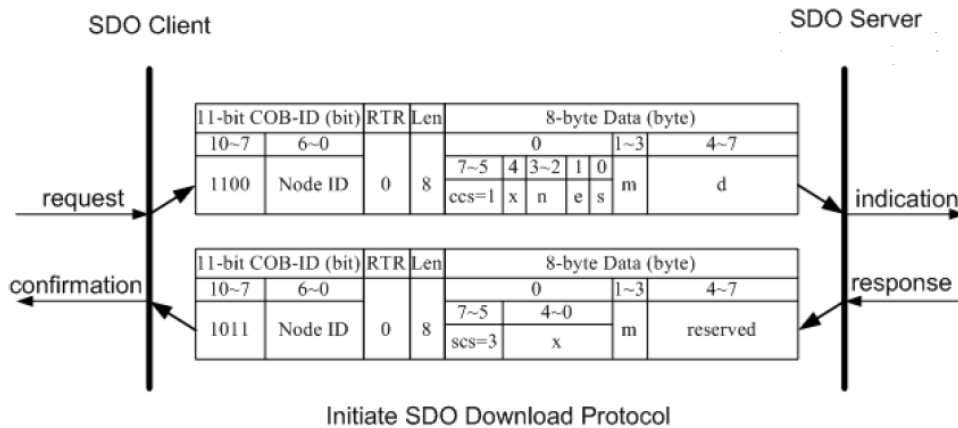 SDO Client
SDO Server
11-bit COB-ID (bit) RTR Len 8-byte Data (byte)
10~7 6~0 0 1~3 4~7
7~5 4 3~2 1 0
1100 Node ID 0 8 ccs=1 x n e s m d
request
indication
11-bit COB-ID (bit) RTR Len 8-byte Data (byte)
10~7 6~0 0 1~3 4~7
7~5 4~0
1011 Node ID 0 8 scs=3 x m reserved
confirmation
response
Initiate SDO Download Protocol